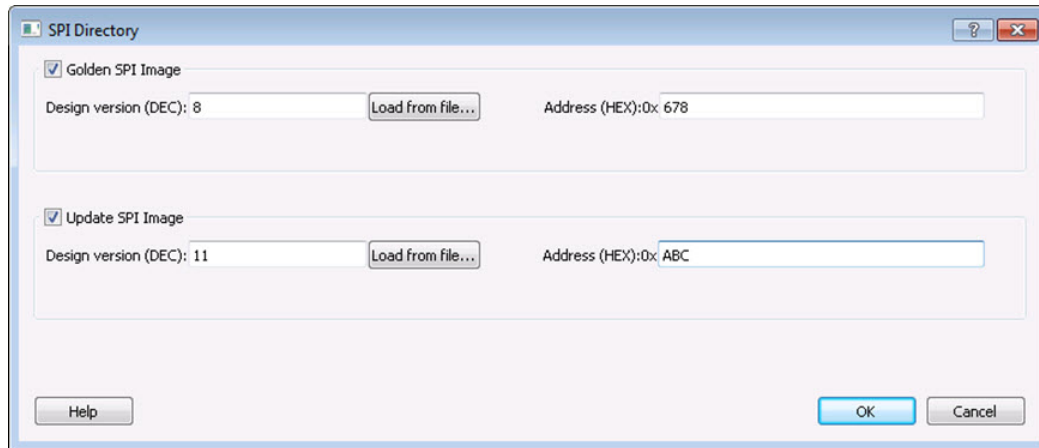 SPI Directory
Golden SPI Image
Design version (DEC): 8 Load from file... Address (HEX):0x 678
Update SPI Image
Design version (DEC): 11 Load from file... Address (HEX):0x ABC
Help OK Cancel